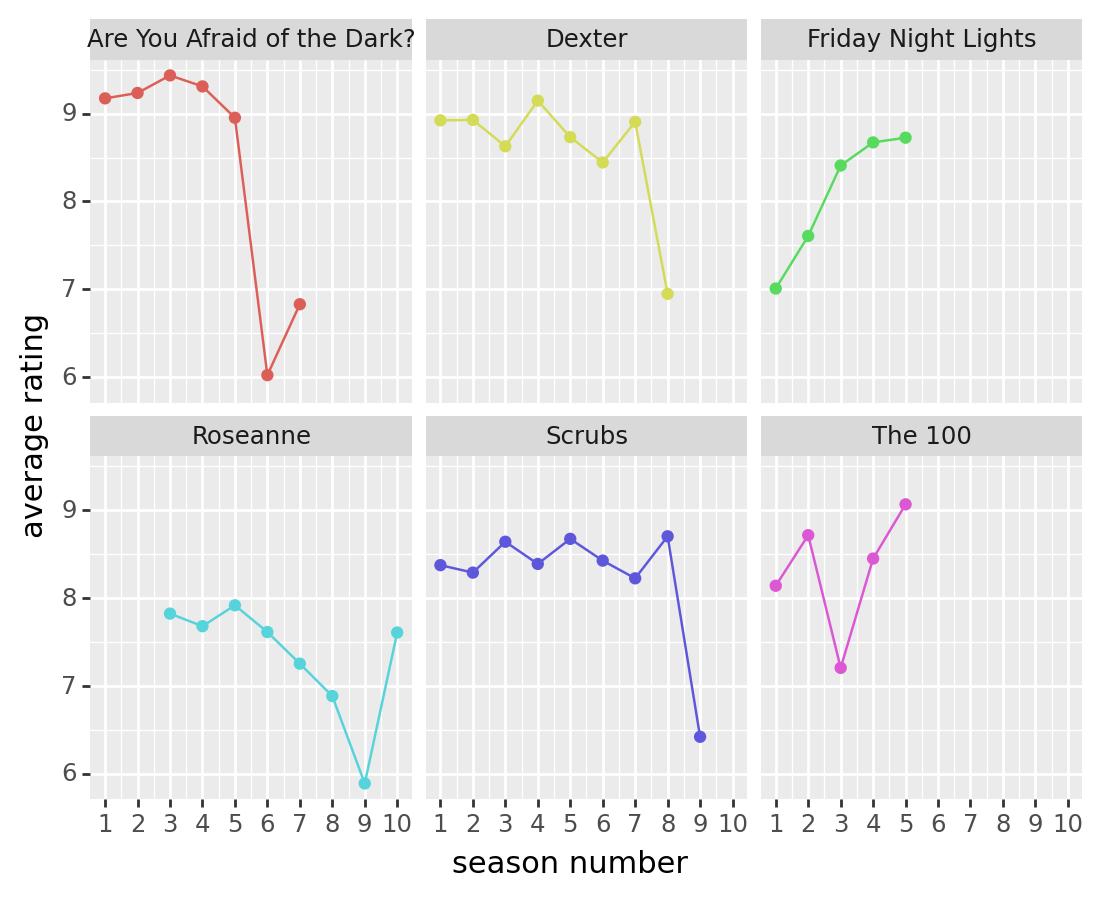 Are You Afraid of the Dark? Dexter Friday Night Lights
9
8
7
6
Roseanne Scrubs The 100
9
8
7
6
1 2 3 4 5 6 7 8 9 10 1 2 3 4 5 6 7 8 9 10 1 2 3 4 5 6 7 8 9 10
season number
average rating